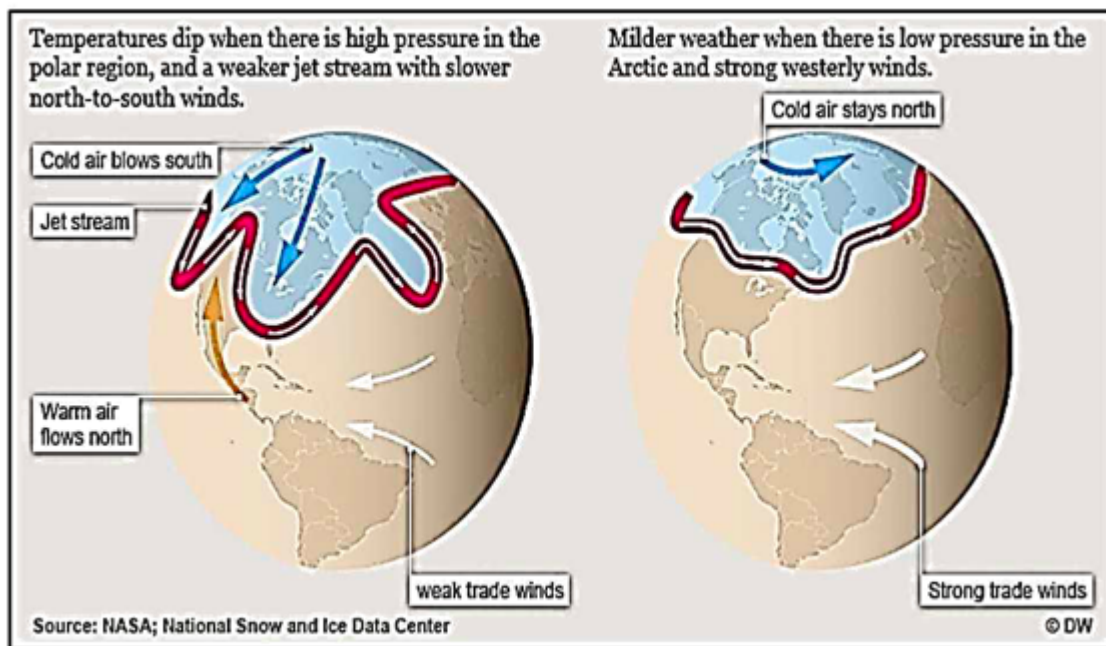 Temperatures dip when there is high pressure in the
polar region, and a weaker jet stream with slower
north-to-south winds.
Cold air blows south
Jet stream
Warm air
flows north
weak trade winds
Milder weather when there is low pressure in the
Arctic and strong westerly winds.
Cold air stays north
Strong trade winds
Source: NASA; National Snow and Ice Data Center
© DW